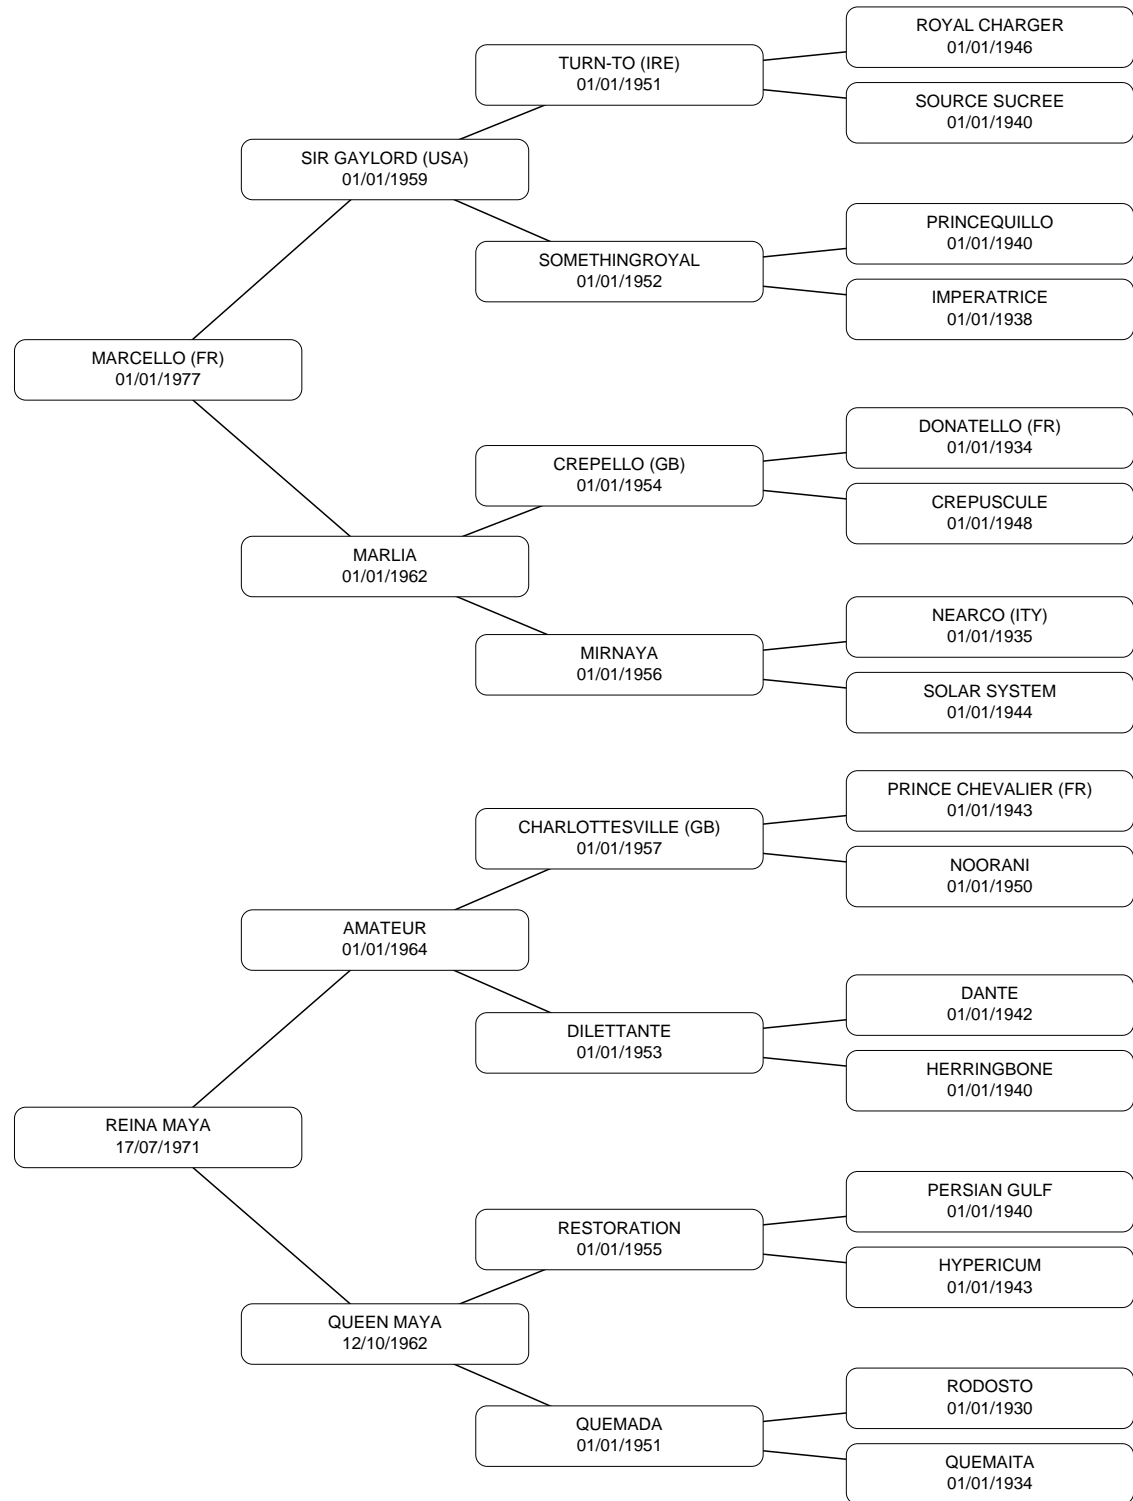 ROYAL CHARGER
01/01/1946
TURN-TO (IRE)
01/01/1951
SOURCE SUCREE
01/01/1940
SIR GAYLORD (USA)
01/01/1959
PRINCEQUILLO
01/01/1940
SOMETHINGROYAL
01/01/1952
IMPERATRICE
01/01/1938
MARCELLO (FR)
01/01/1977
DONATELLO (FR)
01/01/1934
CREPELLO (GB)
01/01/1954
CREPUSCULE
01/01/1948
MARLIA
01/01/1962
NEARCO (ITY)
01/01/1935
MIRNAYA
01/01/1956
SOLAR SYSTEM
01/01/1944
PRINCE CHEVALIER (FR)
01/01/1943
CHARLOTTESVILLE (GB)
01/01/1957
NOORANI
01/01/1950
AMATEUR
01/01/1964
DANTE
01/01/1942
DILETTANTE
01/01/1953
HERRINGBONE
01/01/1940
REINA MAYA
17/07/1971
PERSIAN GULF
01/01/1940
RESTORATION
01/01/1955
HYPERICUM
01/01/1943
QUEEN MAYA
12/10/1962
RODOSTO
01/01/1930
QUEMADA
01/01/1951
QUEMAITA
01/01/1934